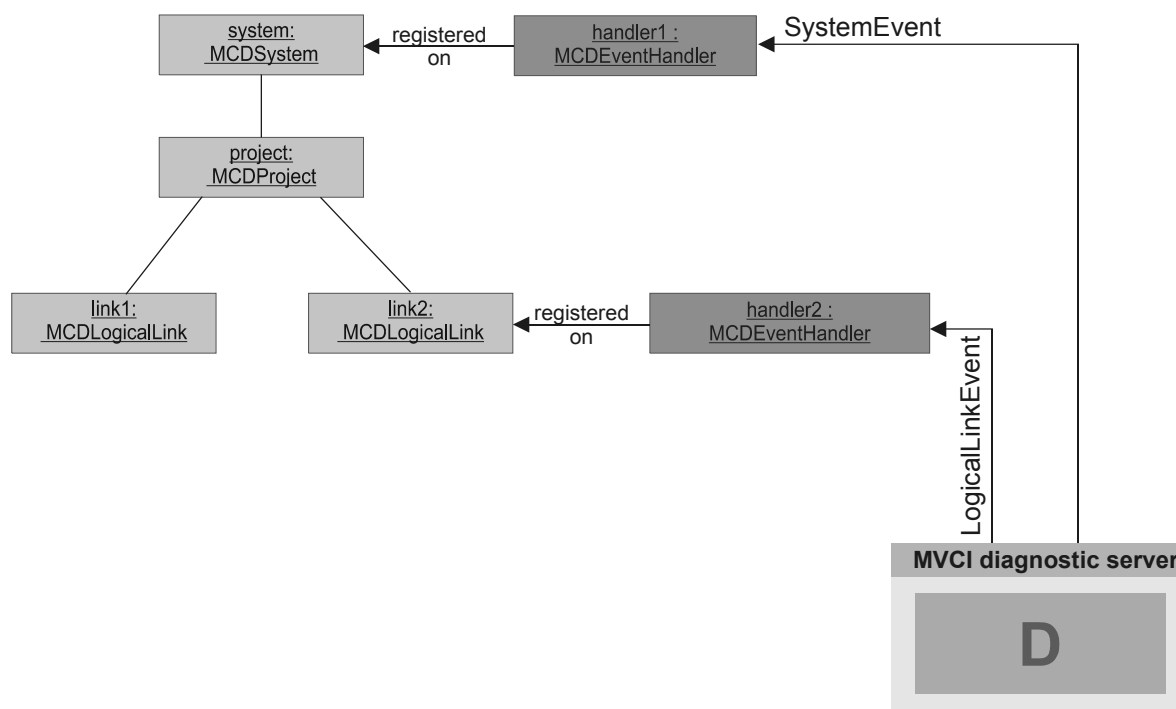 system:
MCDSystem
registered
on
handler1 :
MCDEventHandler
SystemEvent
project:
MCDProject
link1:
MCDLogicalLink
link2:
MCDLogicalLink
registered
on
handler2 :
MCDEventHandler
LogicalLinkEvent
MVCI diagnostic server
D